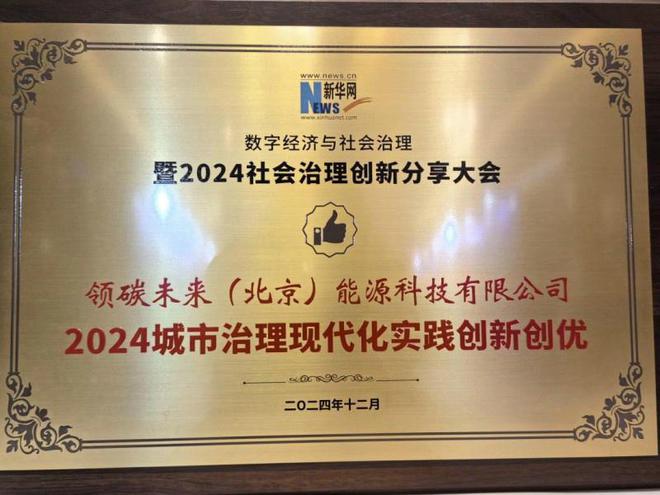 www.news.cn
新华网
NEWS
www.xinhuanet.com
数字经济与社会治理
暨2024社会治理创新分享大会
领碳未来（北京）能源科技有限公司
2024城市治理现代化实践创新创优
二〇二四年十二月